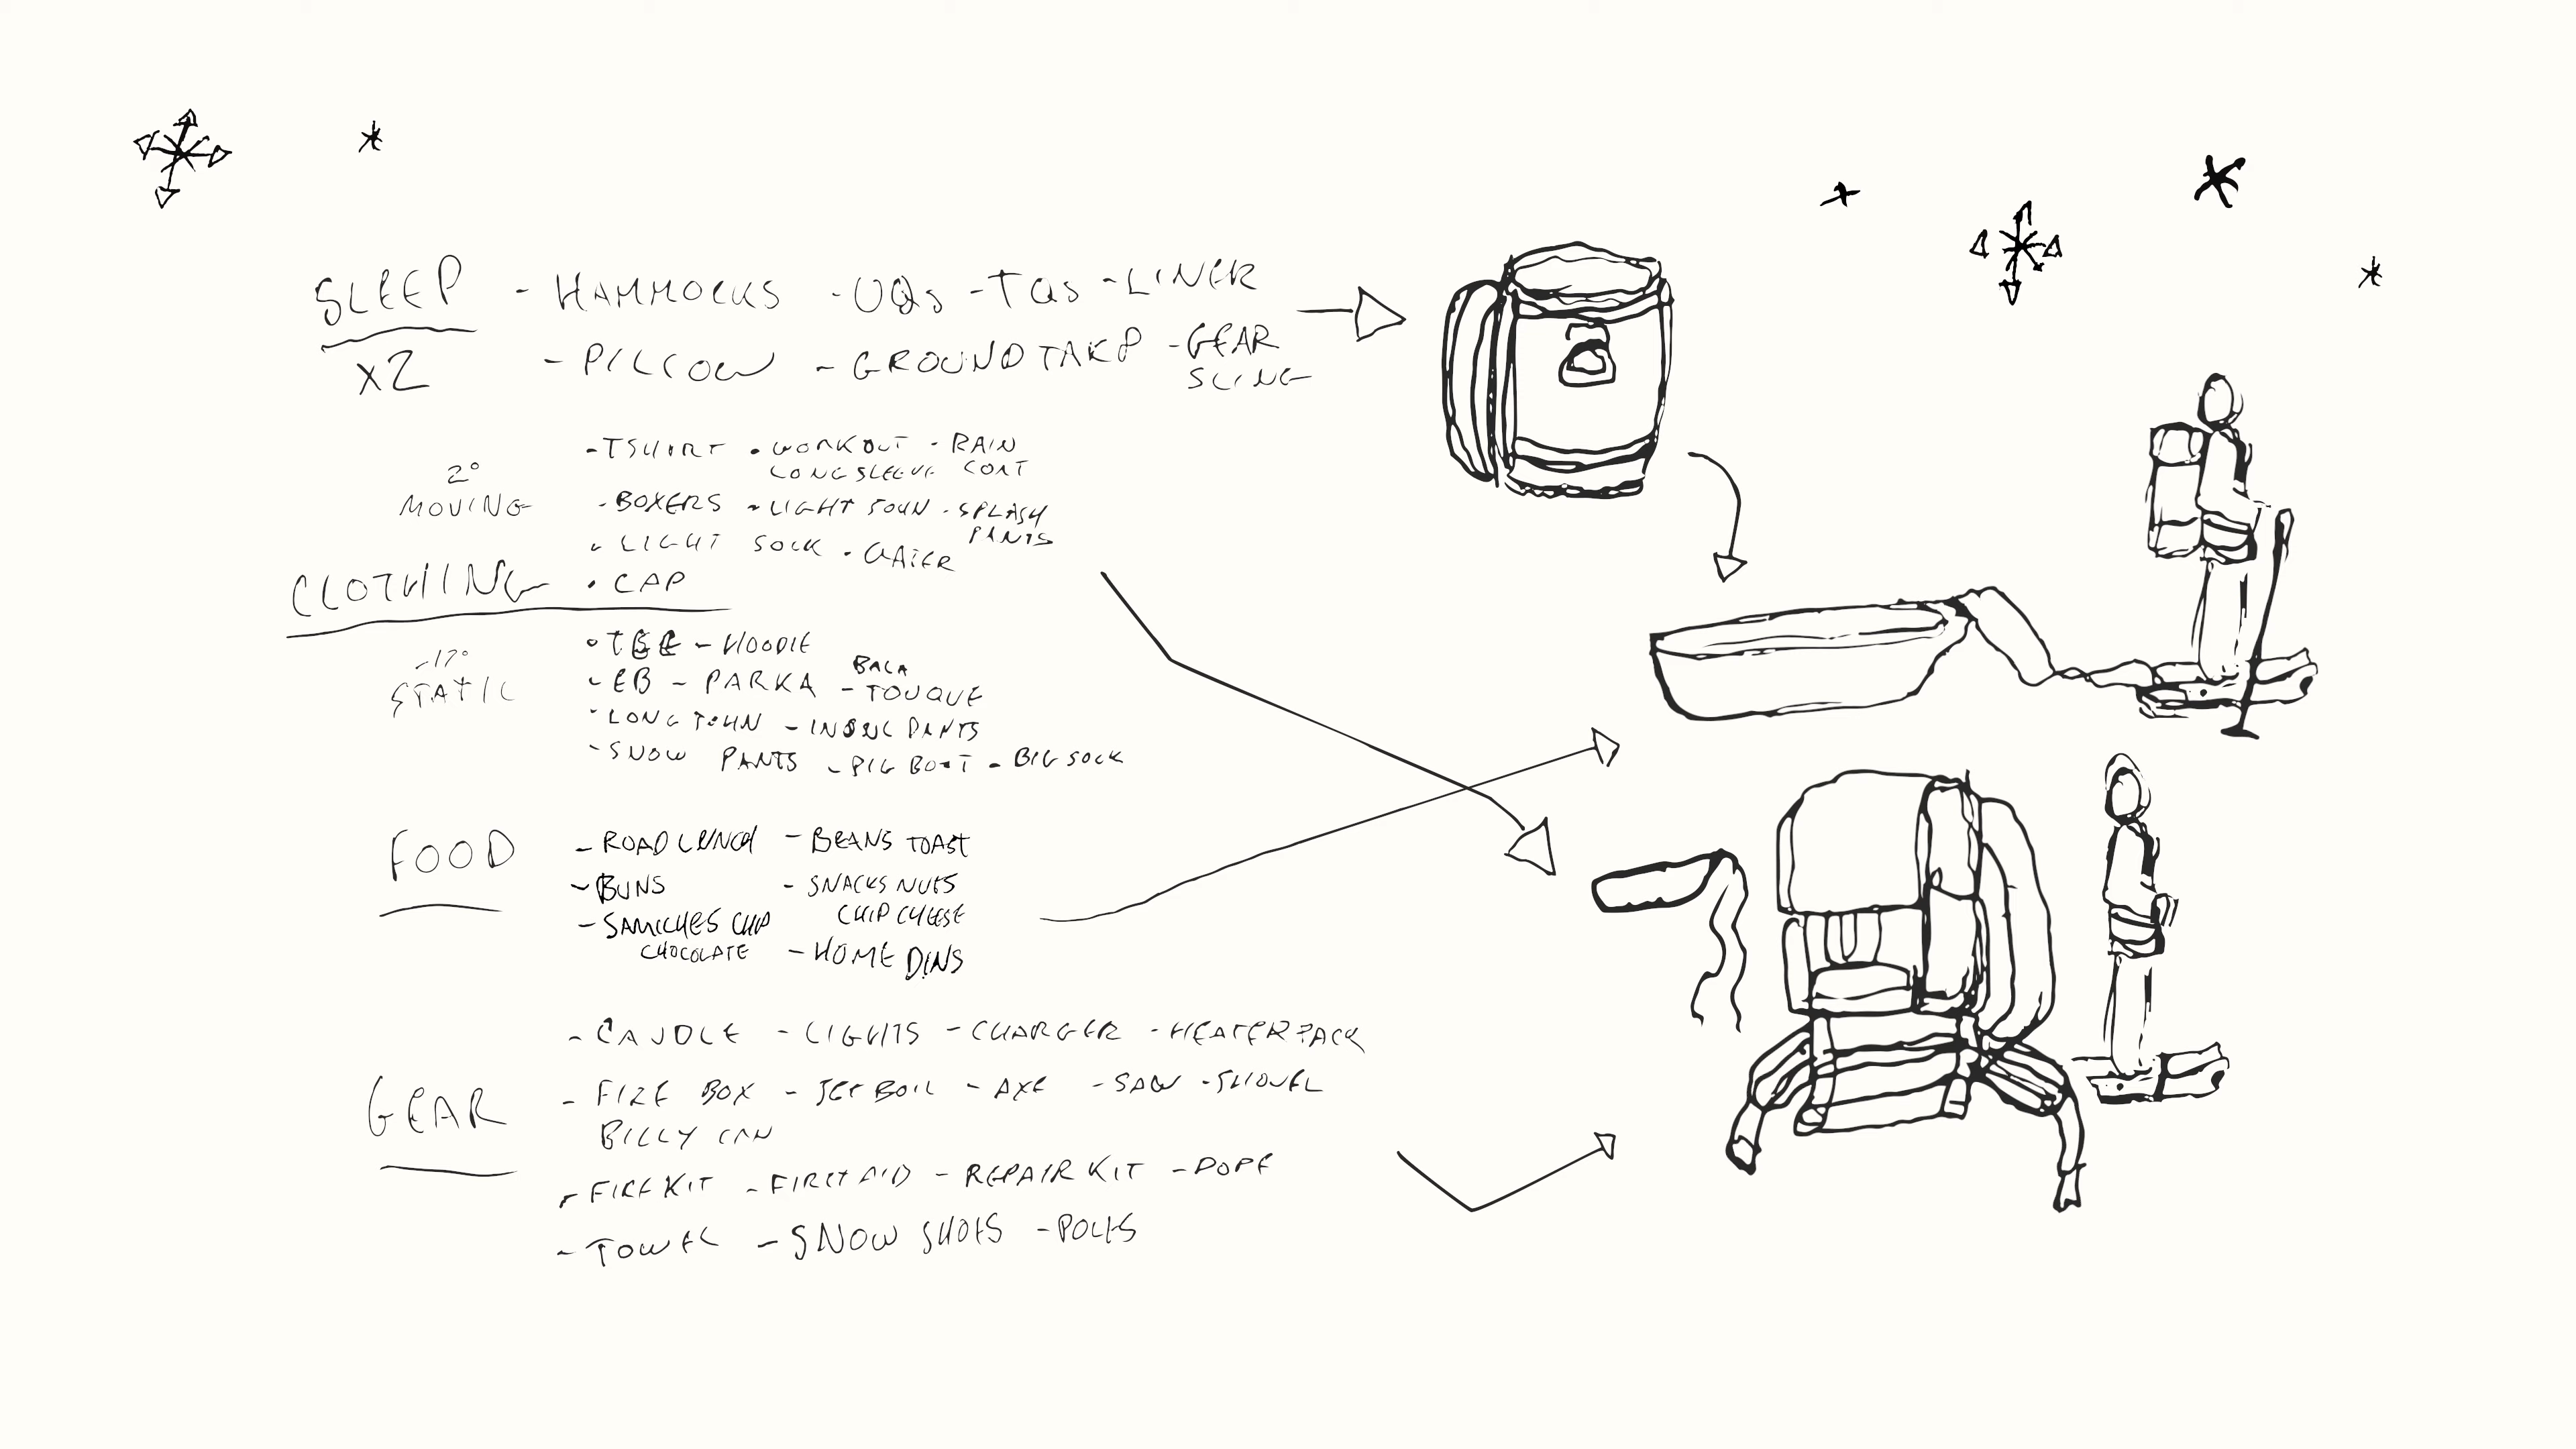 SLEEP - HAMMOCKS - UQs - TQs - LINER
x2 - PILLOW - GROUND TARP - GEAR SLING
2° MOVING
- TSHIRT • WORKOUT LONGSLEEVE - RAIN COAT
- BOXERS - LIGHT JOHN - SPLASH PANTS
- LIGHT SOCK • GAITER
• CAP
CLOTHING
-17° STATIC
• TEE - HOODIE
- EB - PARKA - BALA TOUQUE
- LONG JOHN - INSUL PANTS
- SNOW PANTS - BIG BOOT - BIG SOCK
FOOD
- ROAD LUNCH - BEANS TOAST
- BUNS - SNACKS NUTS CHIP CHEESE
- SAMICHES CHIP CHOCOLATE - HOME DINS
GEAR
- CANDLE - LIGHTS - CHARGER - HEATER PACK
- FIRE BOX - JET BOIL - AXE - SAW - SHOVEL
BILLY CAN
- FIRE KIT - FIRST AID - REPAIR KIT
- TOWEL - SNOW SHOES - POLES